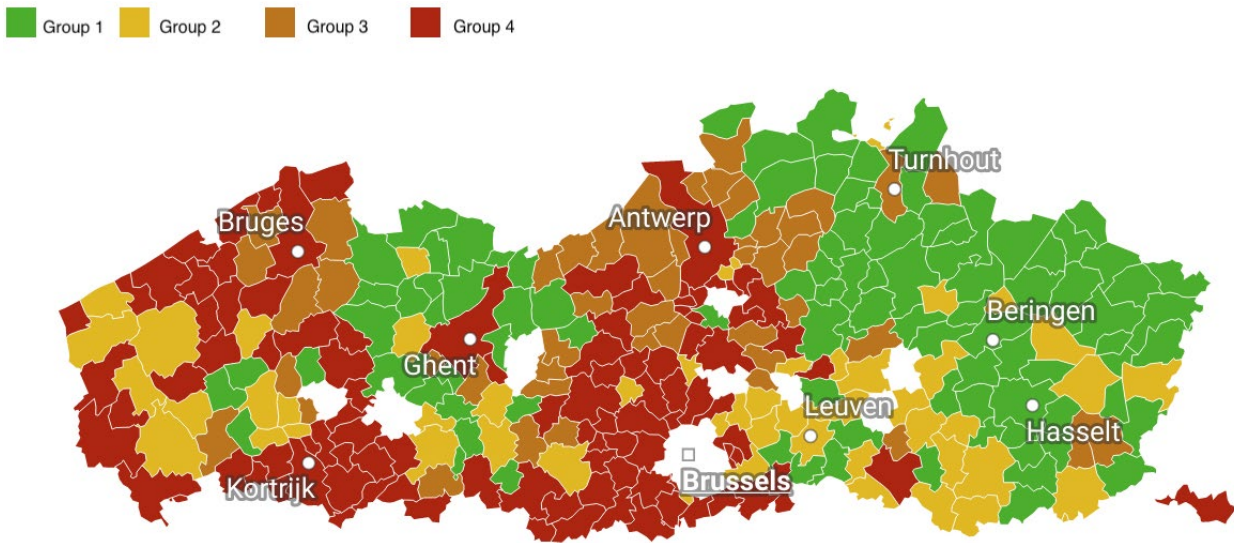 Group 1 Group 2 Group 3 Group 4
Turnhout
Bruges
Antwerp
Beringen
Ghent
Leuven
Hasselt
Brussels
Kortrijk